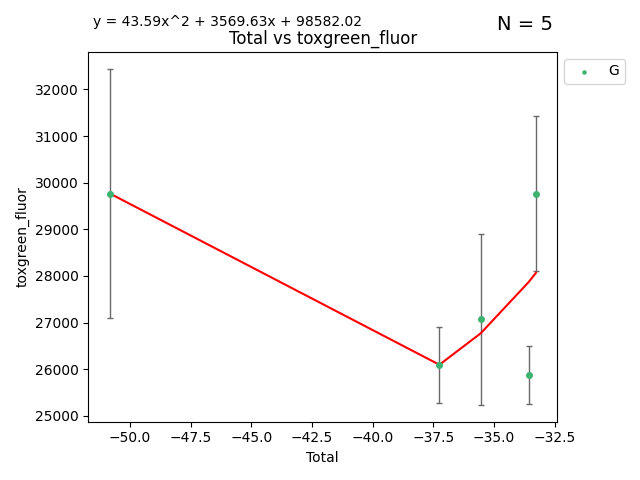 y = 43.59x^2 + 3569.63x + 98582.02
N = 5
Total vs toxgreen_fluor
G
32000
31000
30000
29000
28000
27000
26000
25000
toxgreen_fluor
−50.0 −47.5 −45.0 −42.5 −40.0 −37.5 −35.0 −32.5
Total